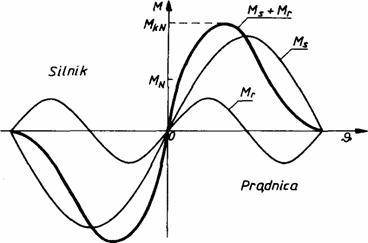 M
M_s + M_r
M_kN
M_s
Silnik
M_N
M_r
0
ϑ
Prądnica